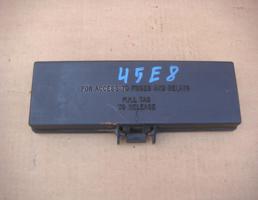 45E8
FOR ACCESS TO FUSES AND RELAYS
PULL TAB
TO RELEASE